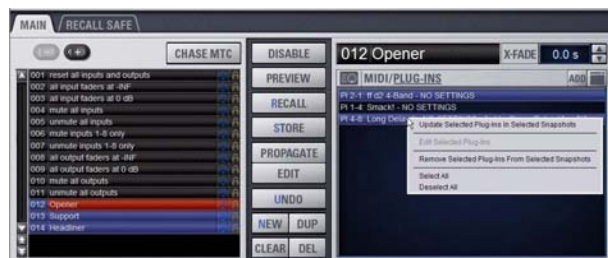 MAIN
RECALL SAFE
CHASE MTC
001 reset all inputs and outputs
002 all input faders at -INF
003 all input faders at 0 dB
004 mute all inputs
005 unmute all inputs
006 mute inputs 1-8 only
007 unmute inputs 1-8 only
008 all output faders at -INF
009 all output faders at 0 dB
010 mute all outputs
011 unmute all outputs
012 Opener
013 Support
014 Headliner
DISABLE
PREVIEW
RECALL
STORE
PROPAGATE
EDIT
UNDO
NEW DUP
CLEAR DEL
012 Opener
X-FADE 0.0 s
MIDI/PLUG-INS
ADD
Pl 2-1: ff d2 4-Band - NO SETTINGS
Pl 1-4: Smack! - NO SETTINGS
Pl 4-8: Long Dela
Update Selected Plug-Ins In Selected Snapshots
Edit Selected Plug-Ins
Remove Selected Plug-Ins From Selected Snapshots
Select All
Deselect All